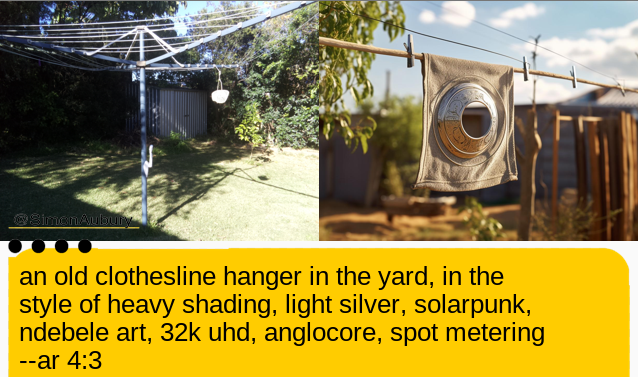 @SimonAubury
an old clothesline hanger in the yard, in the
style of heavy shading, light silver, solarpunk,
ndebele art, 32k uhd, anglocore, spot metering
--ar 4:3